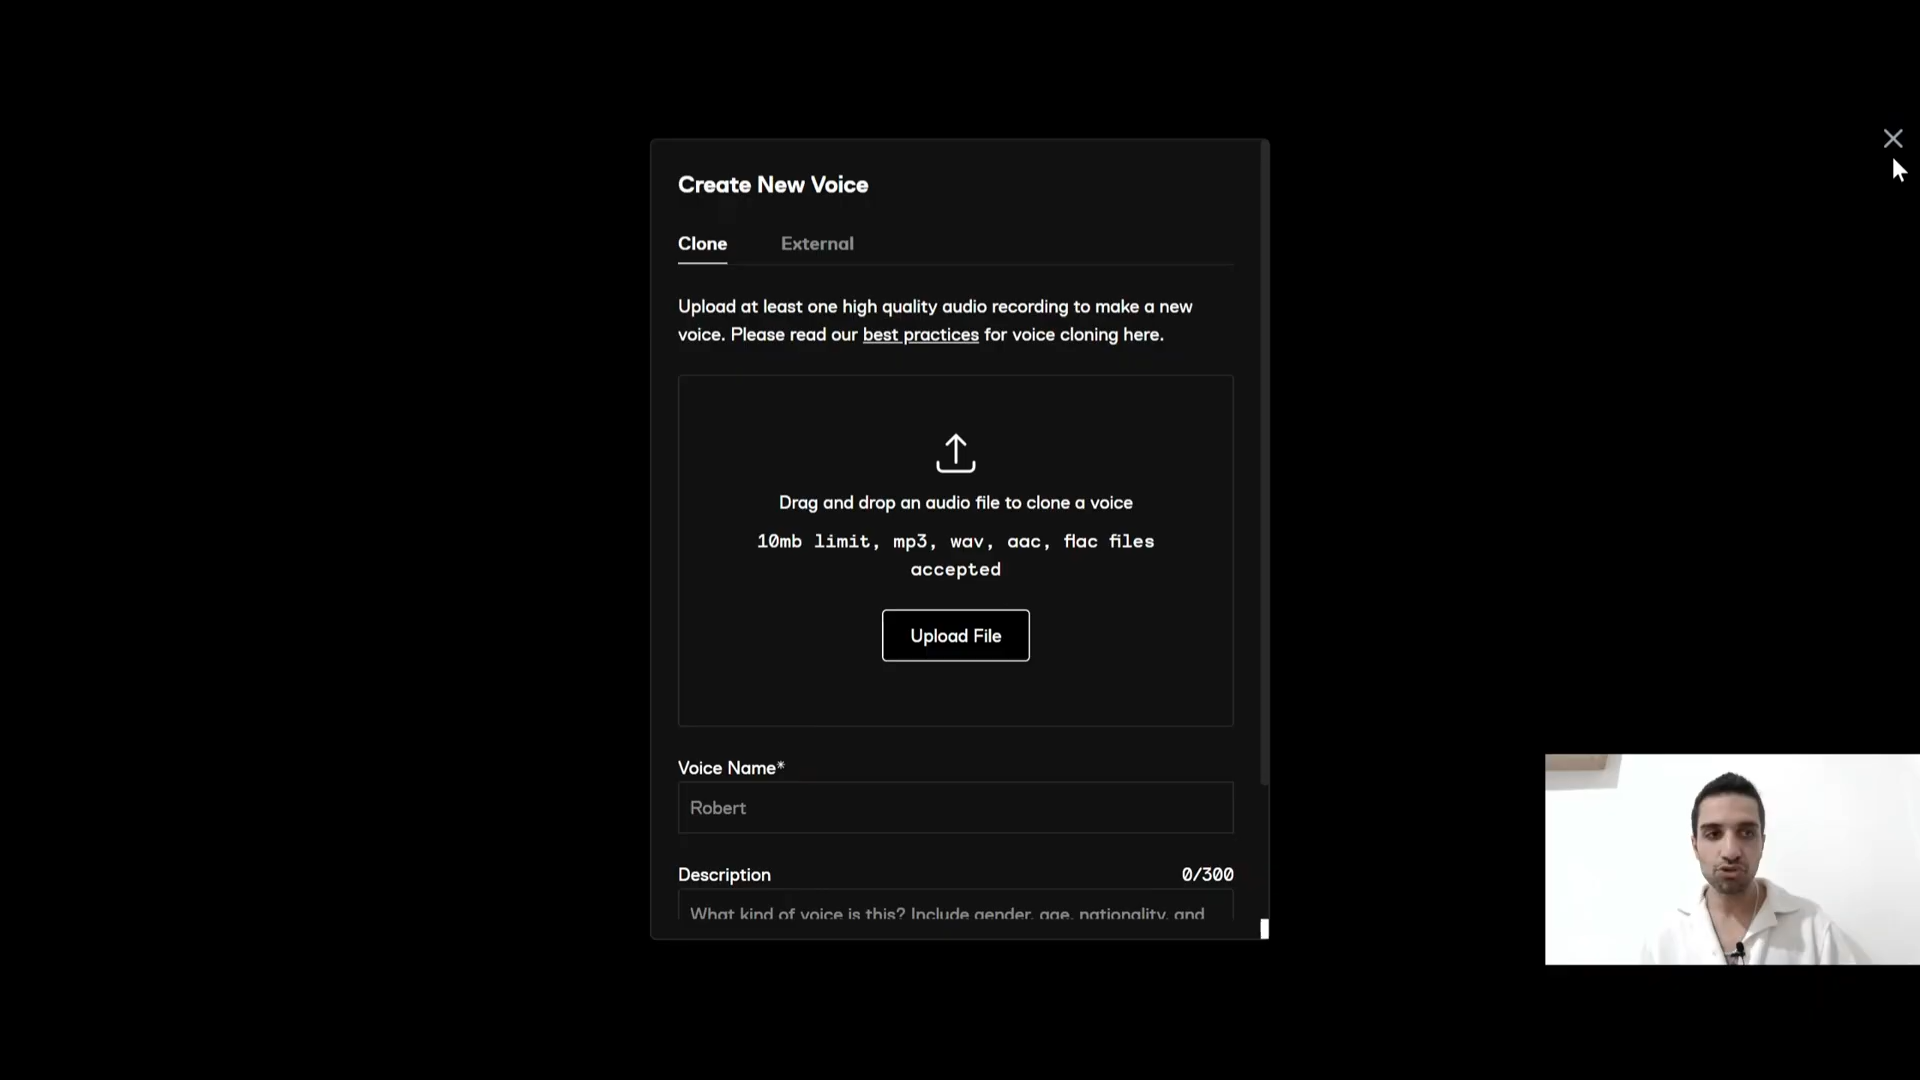 Create New Voice
Clone External
Upload at least one high quality audio recording to make a new
voice. Please read our best practices for voice cloning here.
Drag and drop an audio file to clone a voice
10mb limit, mp3, wav, aac, flac files
accepted
Upload File
Voice Name*
Robert
Description 0/300
What kind of voice is this? Include gender, age, nationality, and